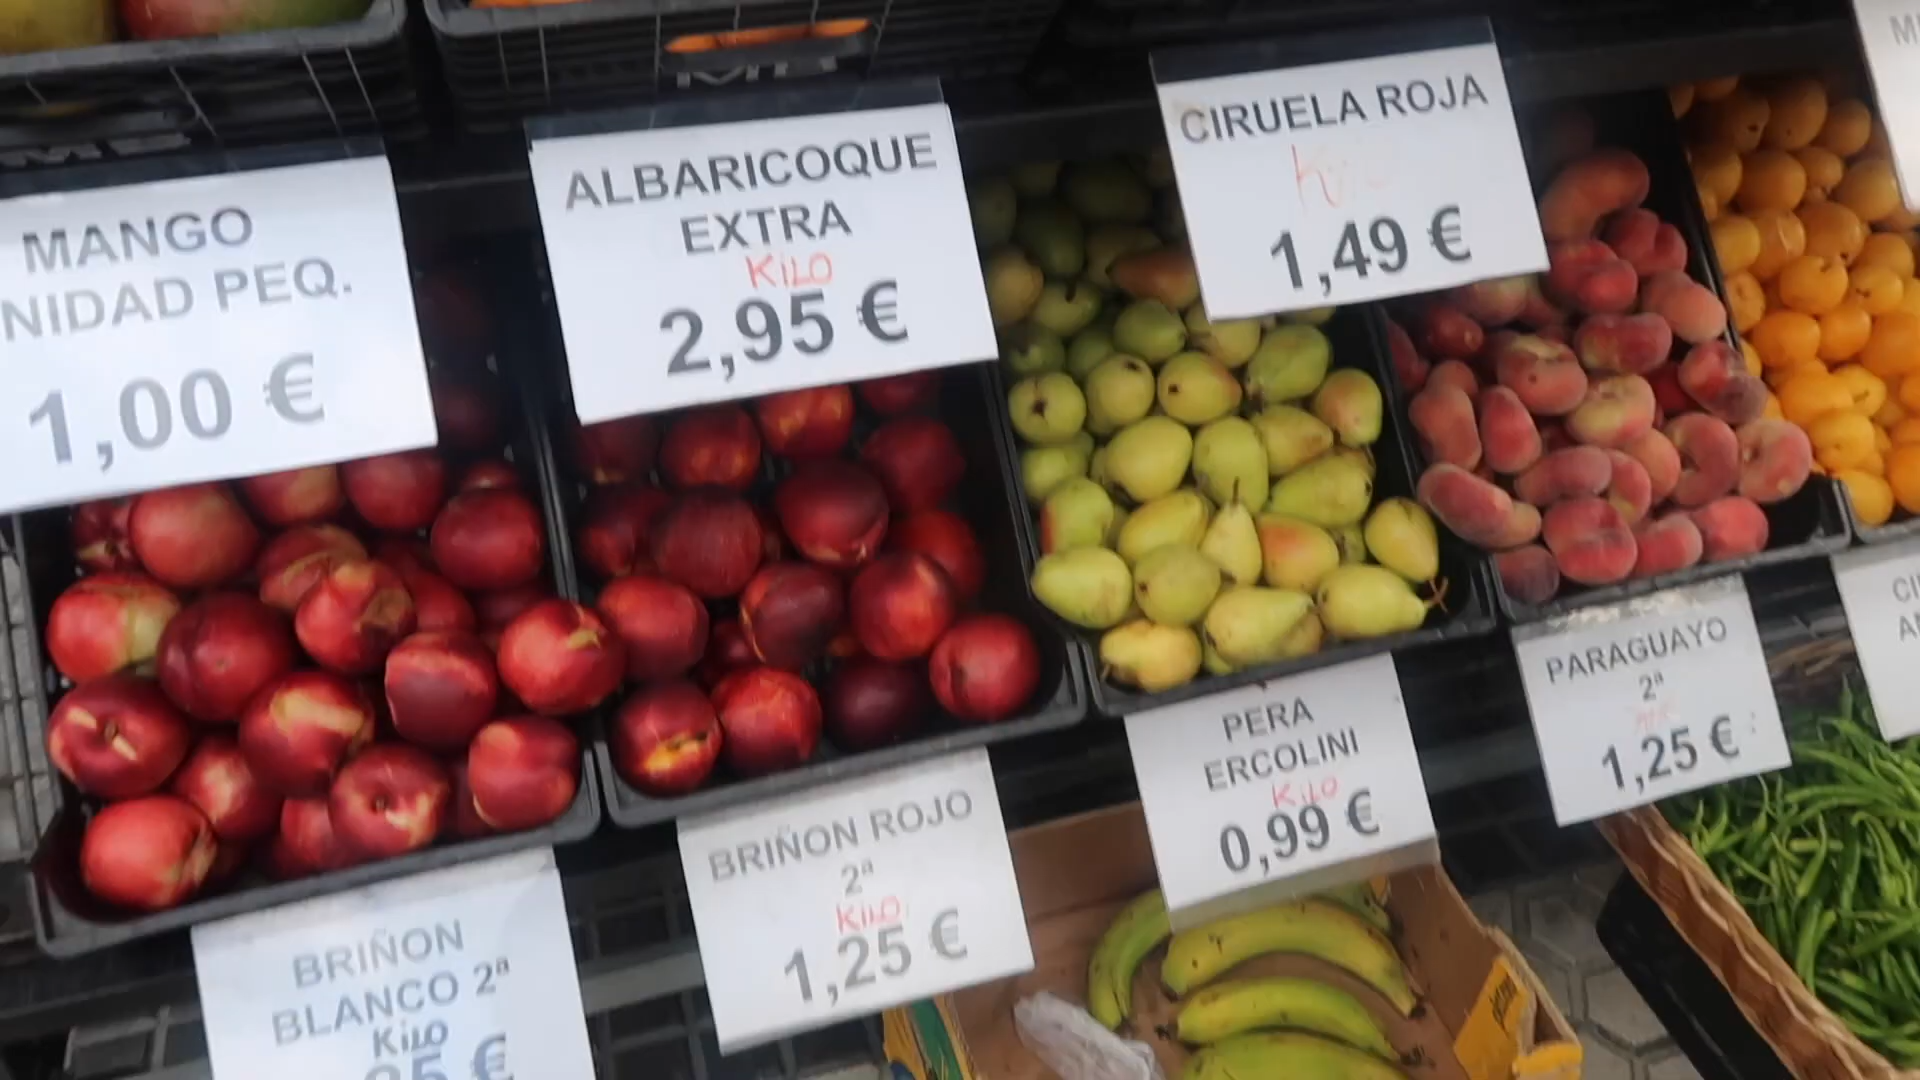 MANGO
NIDAD PEQ.
1,00 €
ALBARICOQUE
EXTRA
KILO
2,95 €
CIRUELA ROJA
Kil
1,49 €
BRIÑON
BLANCO 2ª
KiLO
BRIÑON ROJO
2ª
KILO
1,25 €
PERA
ERCOLINI
KiLO
0,99 €
PARAGUAYO
2ª
1,25 €